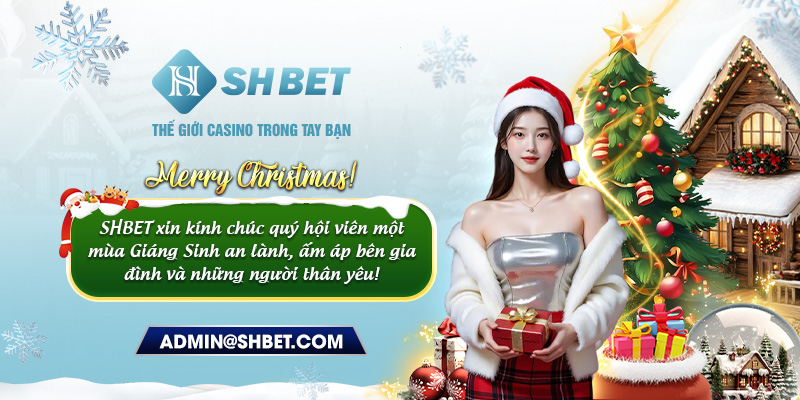 SHBET
THẾ GIỚI CASINO TRONG TAY BẠN
Merry Christmas!
SHBET xin kính chúc quý hội viên một
mùa Giáng Sinh an lành, ấm áp bên gia
đình và những người thân yêu!
ADMIN@SHBET.COM